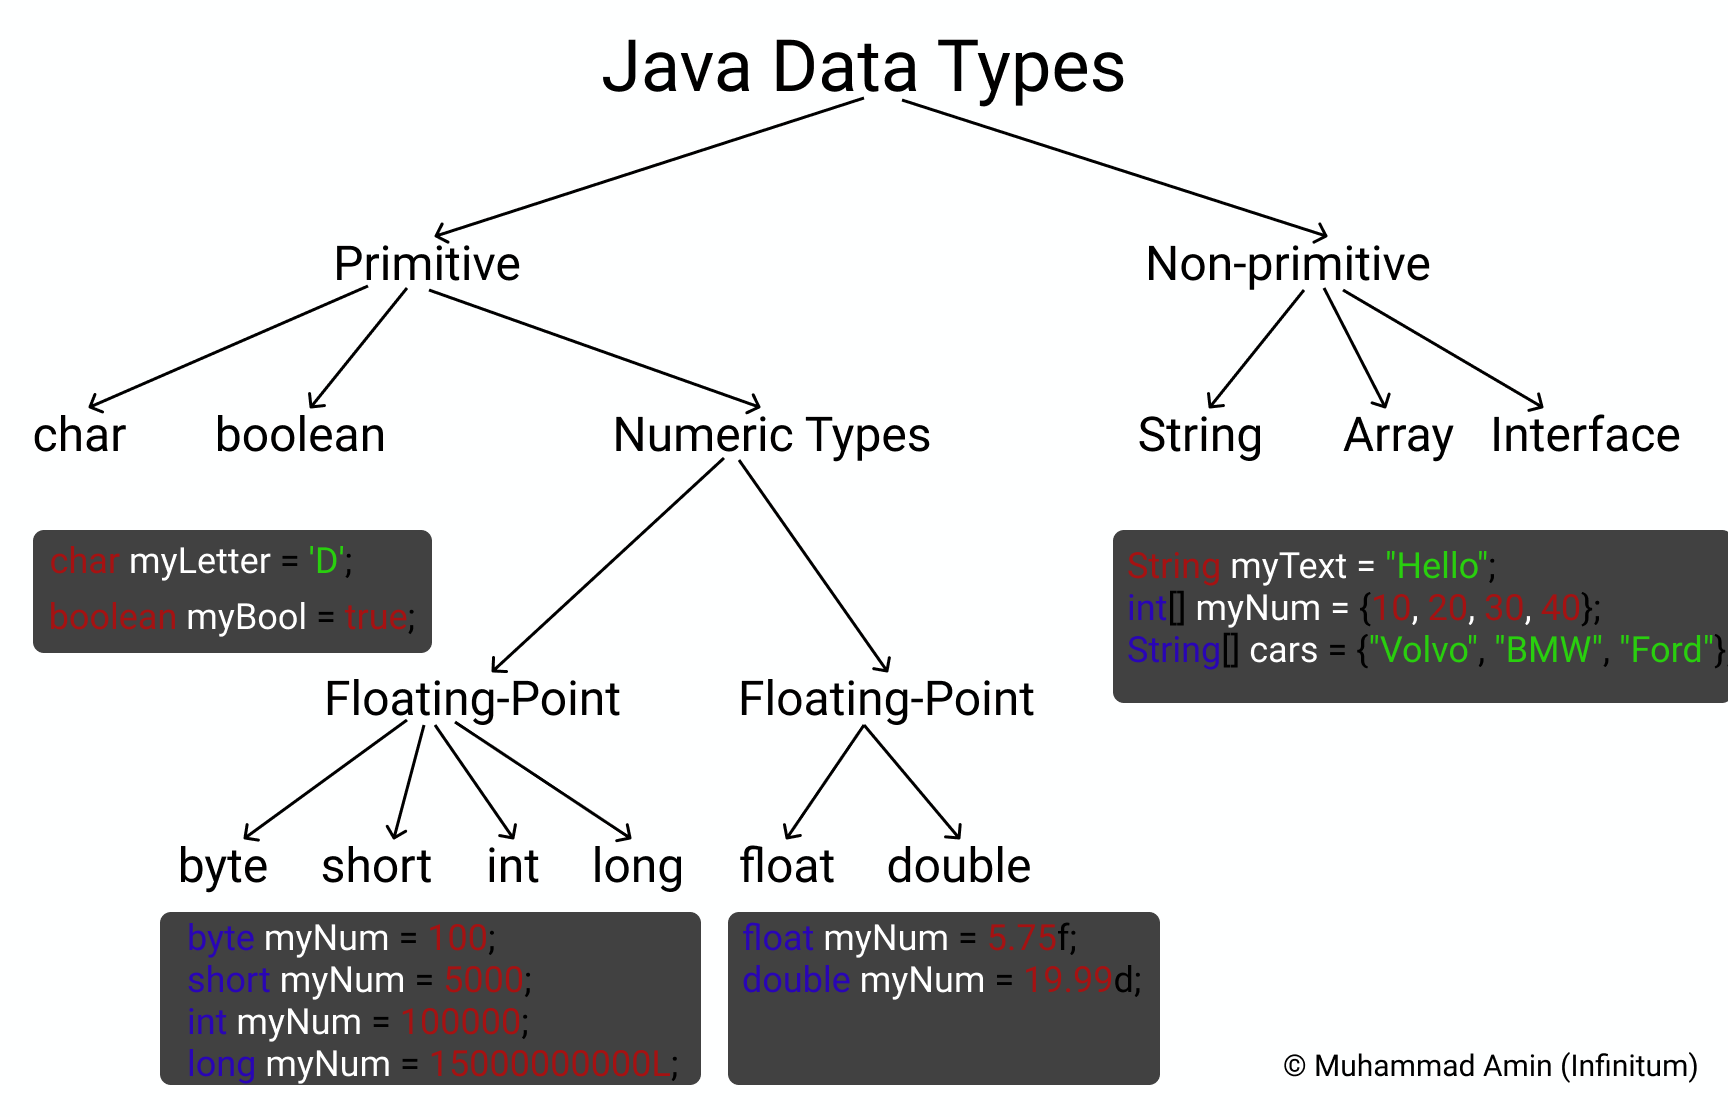 Java Data Types
Primitive
Non-primitive
char
boolean
Numeric Types
String
Array
Interface
char myLetter = 'D';
boolean myBool = true;
String myText = "Hello";
int[] myNum = {10, 20, 30, 40};
String[] cars = {"Volvo", "BMW", "Ford"}
Floating-Point
Floating-Point
byte
short
int
long
float
double
byte myNum = 100;
short myNum = 5000;
int myNum = 100000;
long myNum = 15000000000L;
float myNum = 5.75f;
double myNum = 19.99d;
© Muhammad Amin (Infinitum)